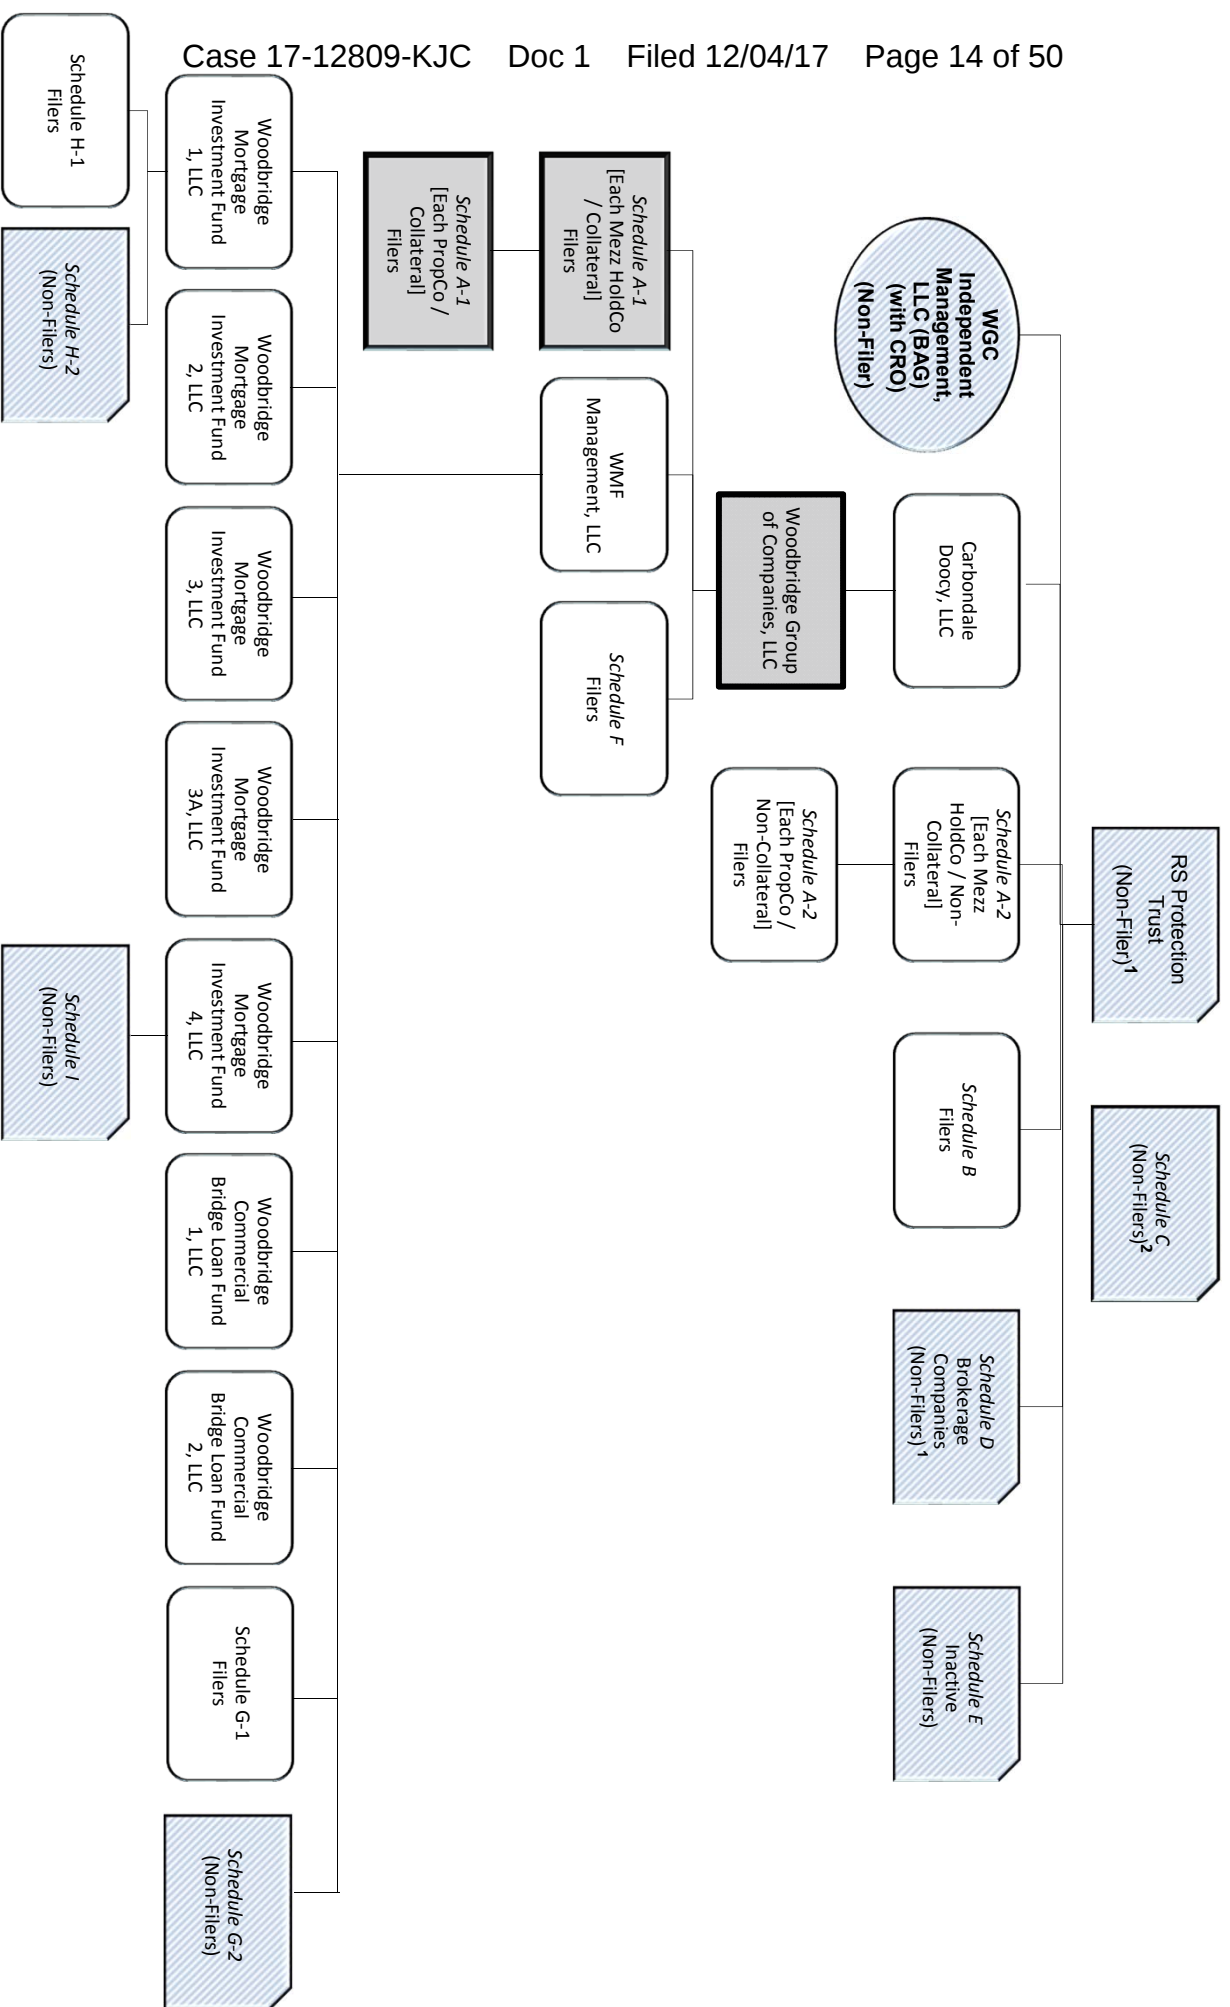 Case 17-12809-KJC Doc 1 Filed 12/04/17 Page 14 of 50
RS Protection
Trust
(Non-Filer)1
Schedule C
(Non-Filers)2
WGC
Independent
Management,
LLC (BAG)
(with CRO)
(Non-Filer)
Carbondale
Doocy, LLC
Schedule A-2
[Each Mezz
HoldCo / Non-
Collateral]
Filers
Schedule B
Filers
Schedule D
Brokerage
Companies
(Non-Filers) 1
Schedule E
Inactive
(Non-Filers)
Woodbridge Group
of Companies, LLC
Schedule A-2
[Each PropCo /
Non-Collateral]
Filers
Schedule A-1
[Each Mezz HoldCo
/ Collateral]
Filers
WMF
Management, LLC
Schedule F
Filers
Schedule A-1
[Each PropCo /
Collateral]
Filers
Woodbridge
Mortgage
Investment Fund
1, LLC
Woodbridge
Mortgage
Investment Fund
2, LLC
Woodbridge
Mortgage
Investment Fund
3, LLC
Woodbridge
Mortgage
Investment Fund
3A, LLC
Woodbridge
Mortgage
Investment Fund
4, LLC
Woodbridge
Commercial
Bridge Loan Fund
1, LLC
Woodbridge
Commercial
Bridge Loan Fund
2, LLC
Schedule G-1
Filers
Schedule G-2
(Non-Filers)
Schedule H-1
Filers
Schedule H-2
(Non-Filers)
Schedule I
(Non-Filers)